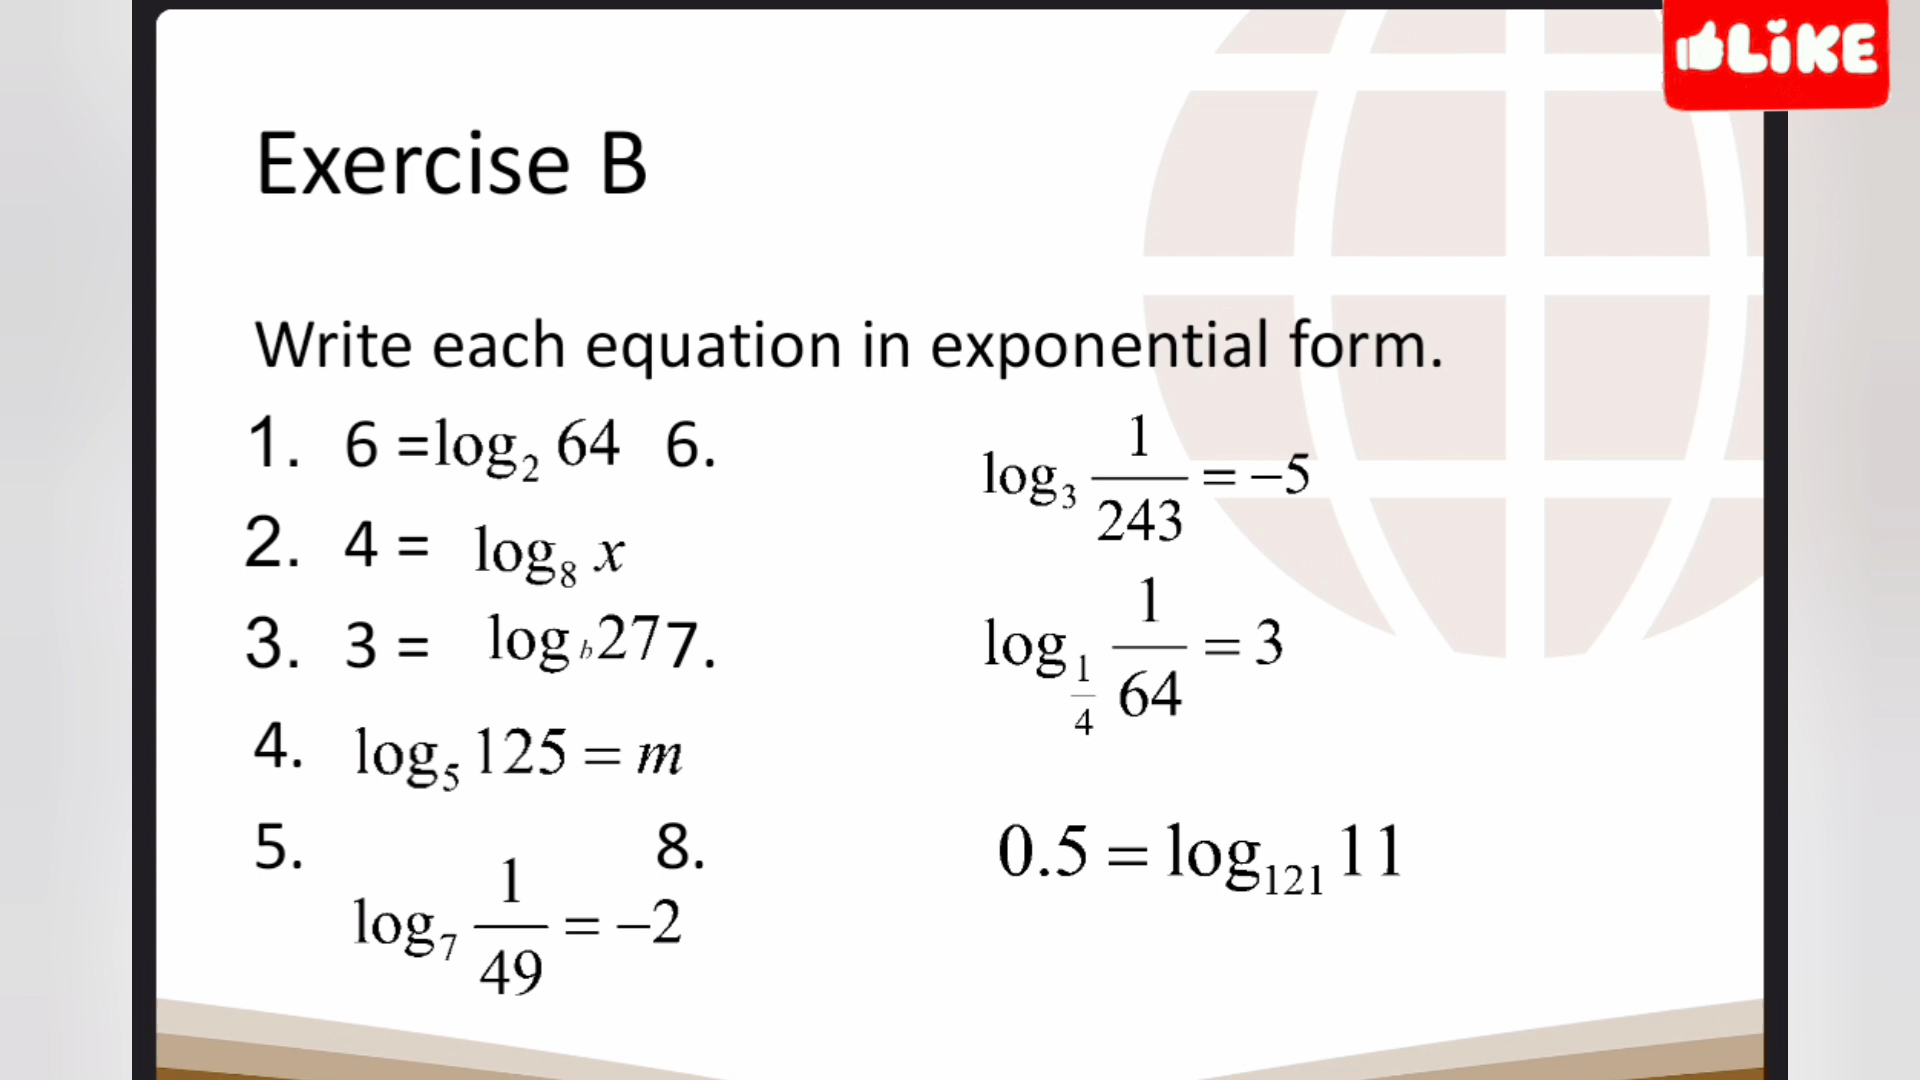 LiKE
Exercise B
Write each equation in exponential form.
1. 6 = log₂ 64 6. log₃ 1/243 = −5
2. 4 = log₈ x
3. 3 = log_b 27 7. log_{1/4} 1/64 = 3
4. log₅ 125 = m
5. log₇ 1/49 = −2 8. 0.5 = log₁₂₁ 11